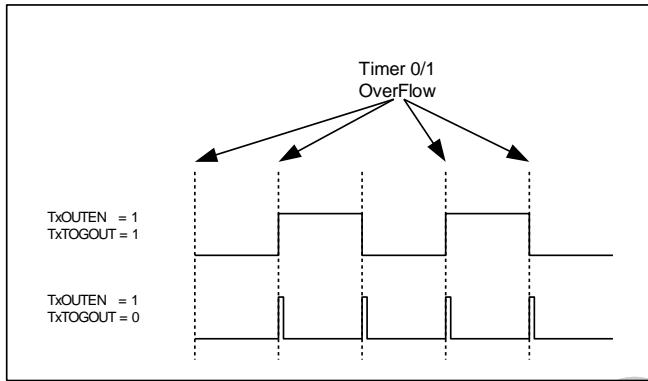 Timer 0/1
OverFlow
TxOUTEN = 1
TxTOGOUT = 1
TxOUTEN = 1
TxTOGOUT = 0